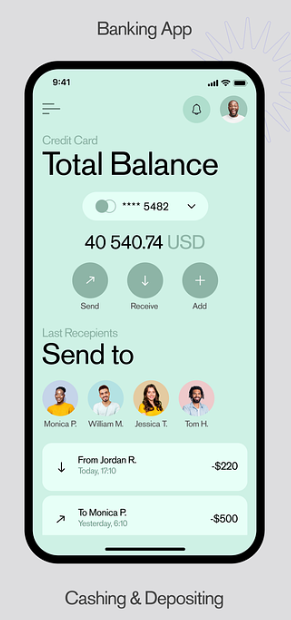 Banking App
9:41
Credit Card
Total Balance
**** 5482
40 540.74 USD
Send Receive Add
Last Recepients
Send to
Monica P. William M. Jessica T. Tom H.
From Jordan R.
Today, 17:10
-$220
To Monica P.
Yesterday, 6:10
-$500
Cashing & Depositing